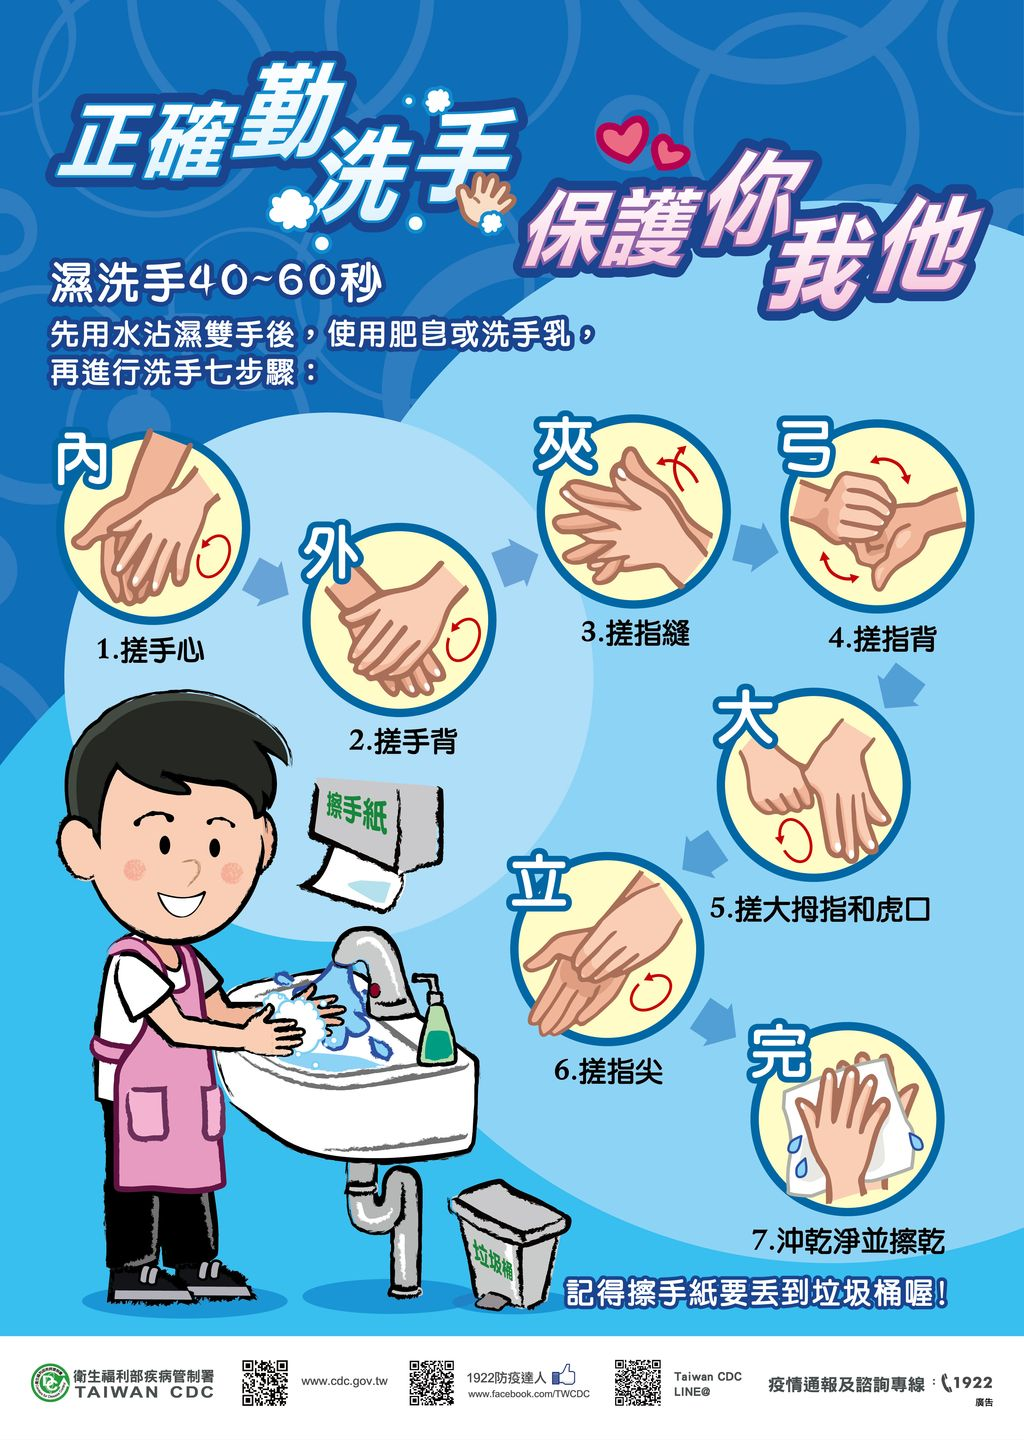 正確勤洗手
保護你我他
濕洗手40~60秒
先用水沾濕雙手後，使用肥皂或洗手乳，
再進行洗手七步驟：
內
1.搓手心
外
2.搓手背
夾
3.搓指縫
弓
4.搓指背
大
5.搓大拇指和虎口
立
6.搓指尖
完
7.沖乾淨並擦乾
擦手紙
垃圾桶
記得擦手紙要丟到垃圾桶喔!
衛生福利部疾病管制署
TAIWAN CDC
www.cdc.gov.tw
1922防疫達人
www.facebook.com/TWCDC
Taiwan CDC
LINE@
疫情通報及諮詢專線：1922
廣告